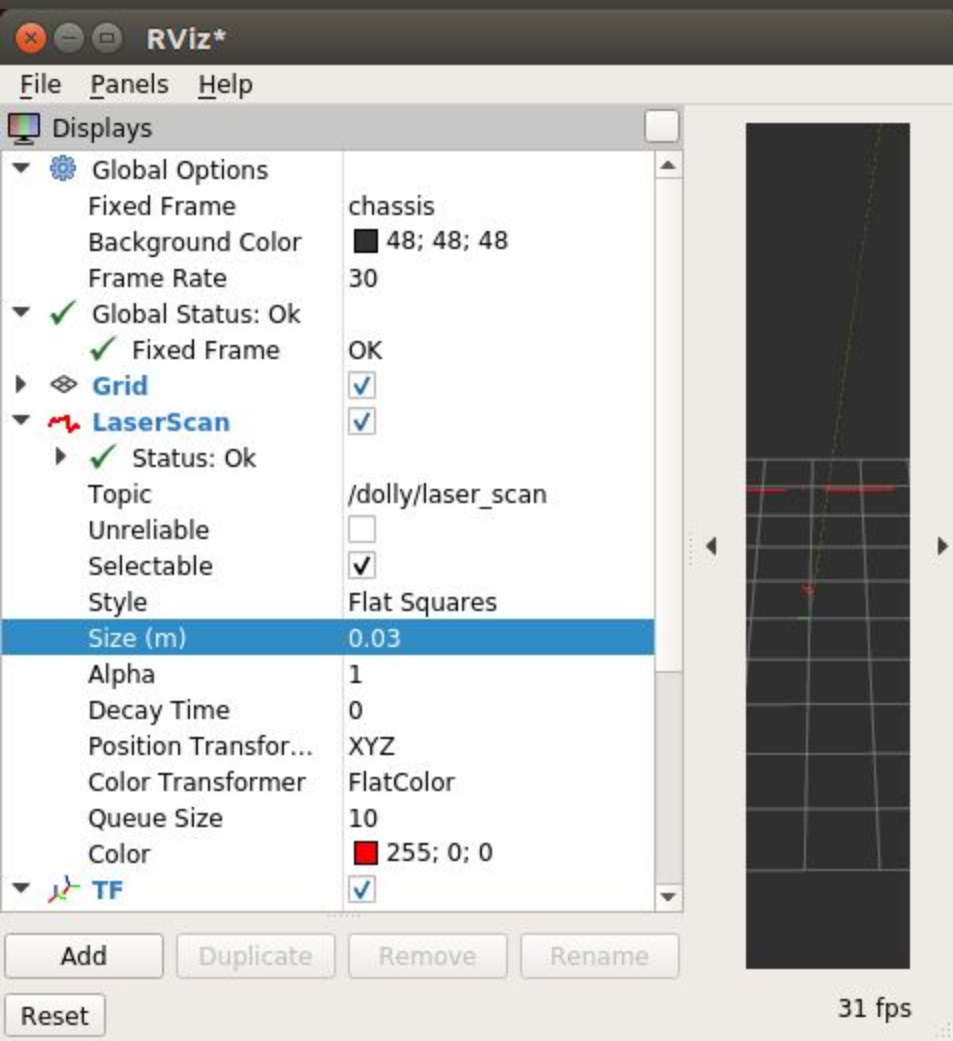 RViz*
File Panels Help
Displays
Global Options
Fixed Frame chassis
Background Color 48; 48; 48
Frame Rate 30
Global Status: Ok
Fixed Frame OK
Grid
LaserScan
Status: Ok
Topic /dolly/laser_scan
Unreliable
Selectable
Style Flat Squares
Size (m) 0.03
Alpha 1
Decay Time 0
Position Transfor... XYZ
Color Transformer FlatColor
Queue Size 10
Color 255; 0; 0
TF
Add Duplicate Remove Rename
Reset 31 fps